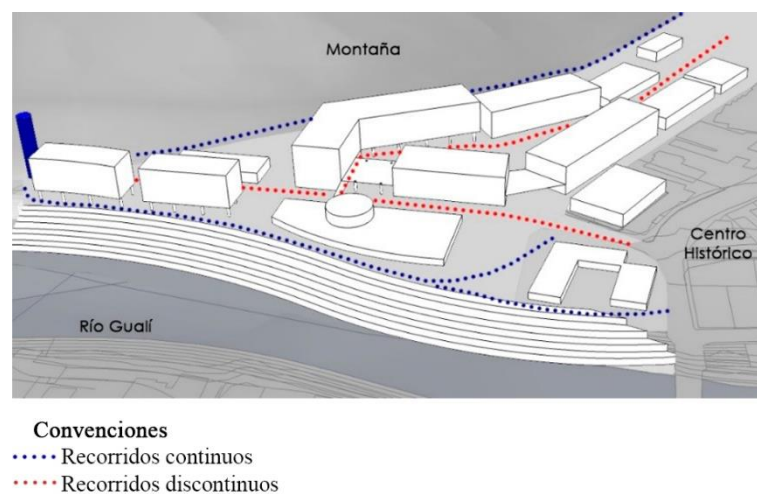 Montaña
Centro
Histórico
Río Gualí
Convenciones
Recorridos continuos
Recorridos discontinuos